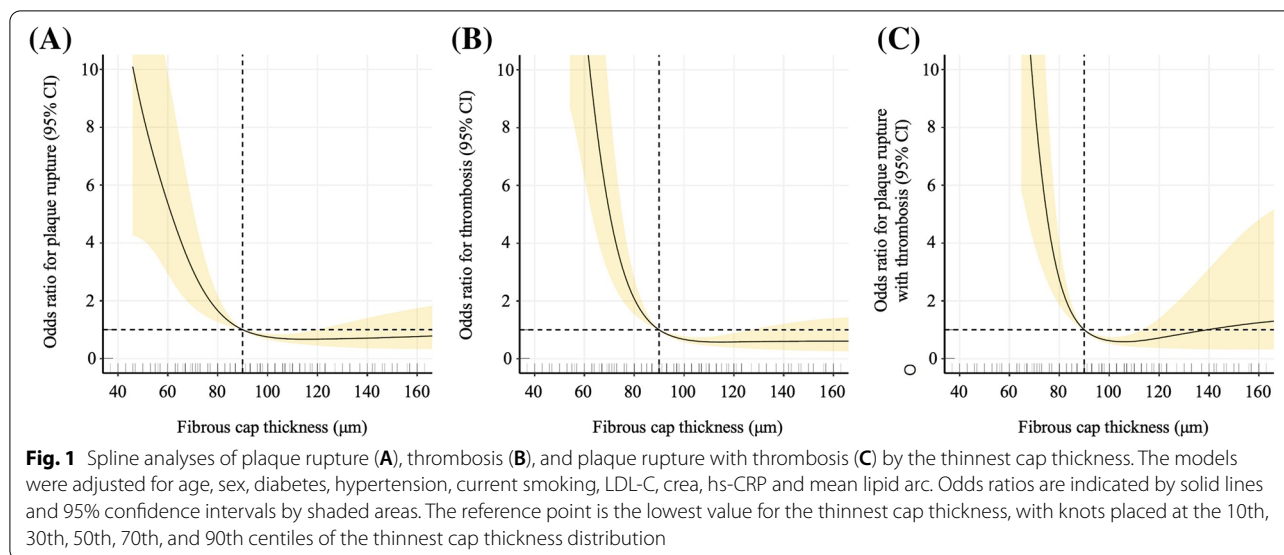 (A)
Odds ratio for plaque rupture (95% CI)
10
8
6
4
2
0
40 60 80 100 120 140 160
Fibrous cap thickness (μm)
(B)
Odds ratio for thrombosis (95% CI)
10
8
6
4
2
0
40 60 80 100 120 140 160
Fibrous cap thickness (μm)
(C)
Odds ratio for plaque rupture
with thrombosis (95% CI)
O
10
8
6
4
2
0
40 60 80 100 120 140 160
Fibrous cap thickness (μm)
Fig. 1 Spline analyses of plaque rupture (A), thrombosis (B), and plaque rupture with thrombosis (C) by the thinnest cap thickness. The models
were adjusted for age, sex, diabetes, hypertension, current smoking, LDL-C, crea, hs-CRP and mean lipid arc. Odds ratios are indicated by solid lines
and 95% confidence intervals by shaded areas. The reference point is the lowest value for the thinnest cap thickness, with knots placed at the 10th,
30th, 50th, 70th, and 90th centiles of the thinnest cap thickness distribution